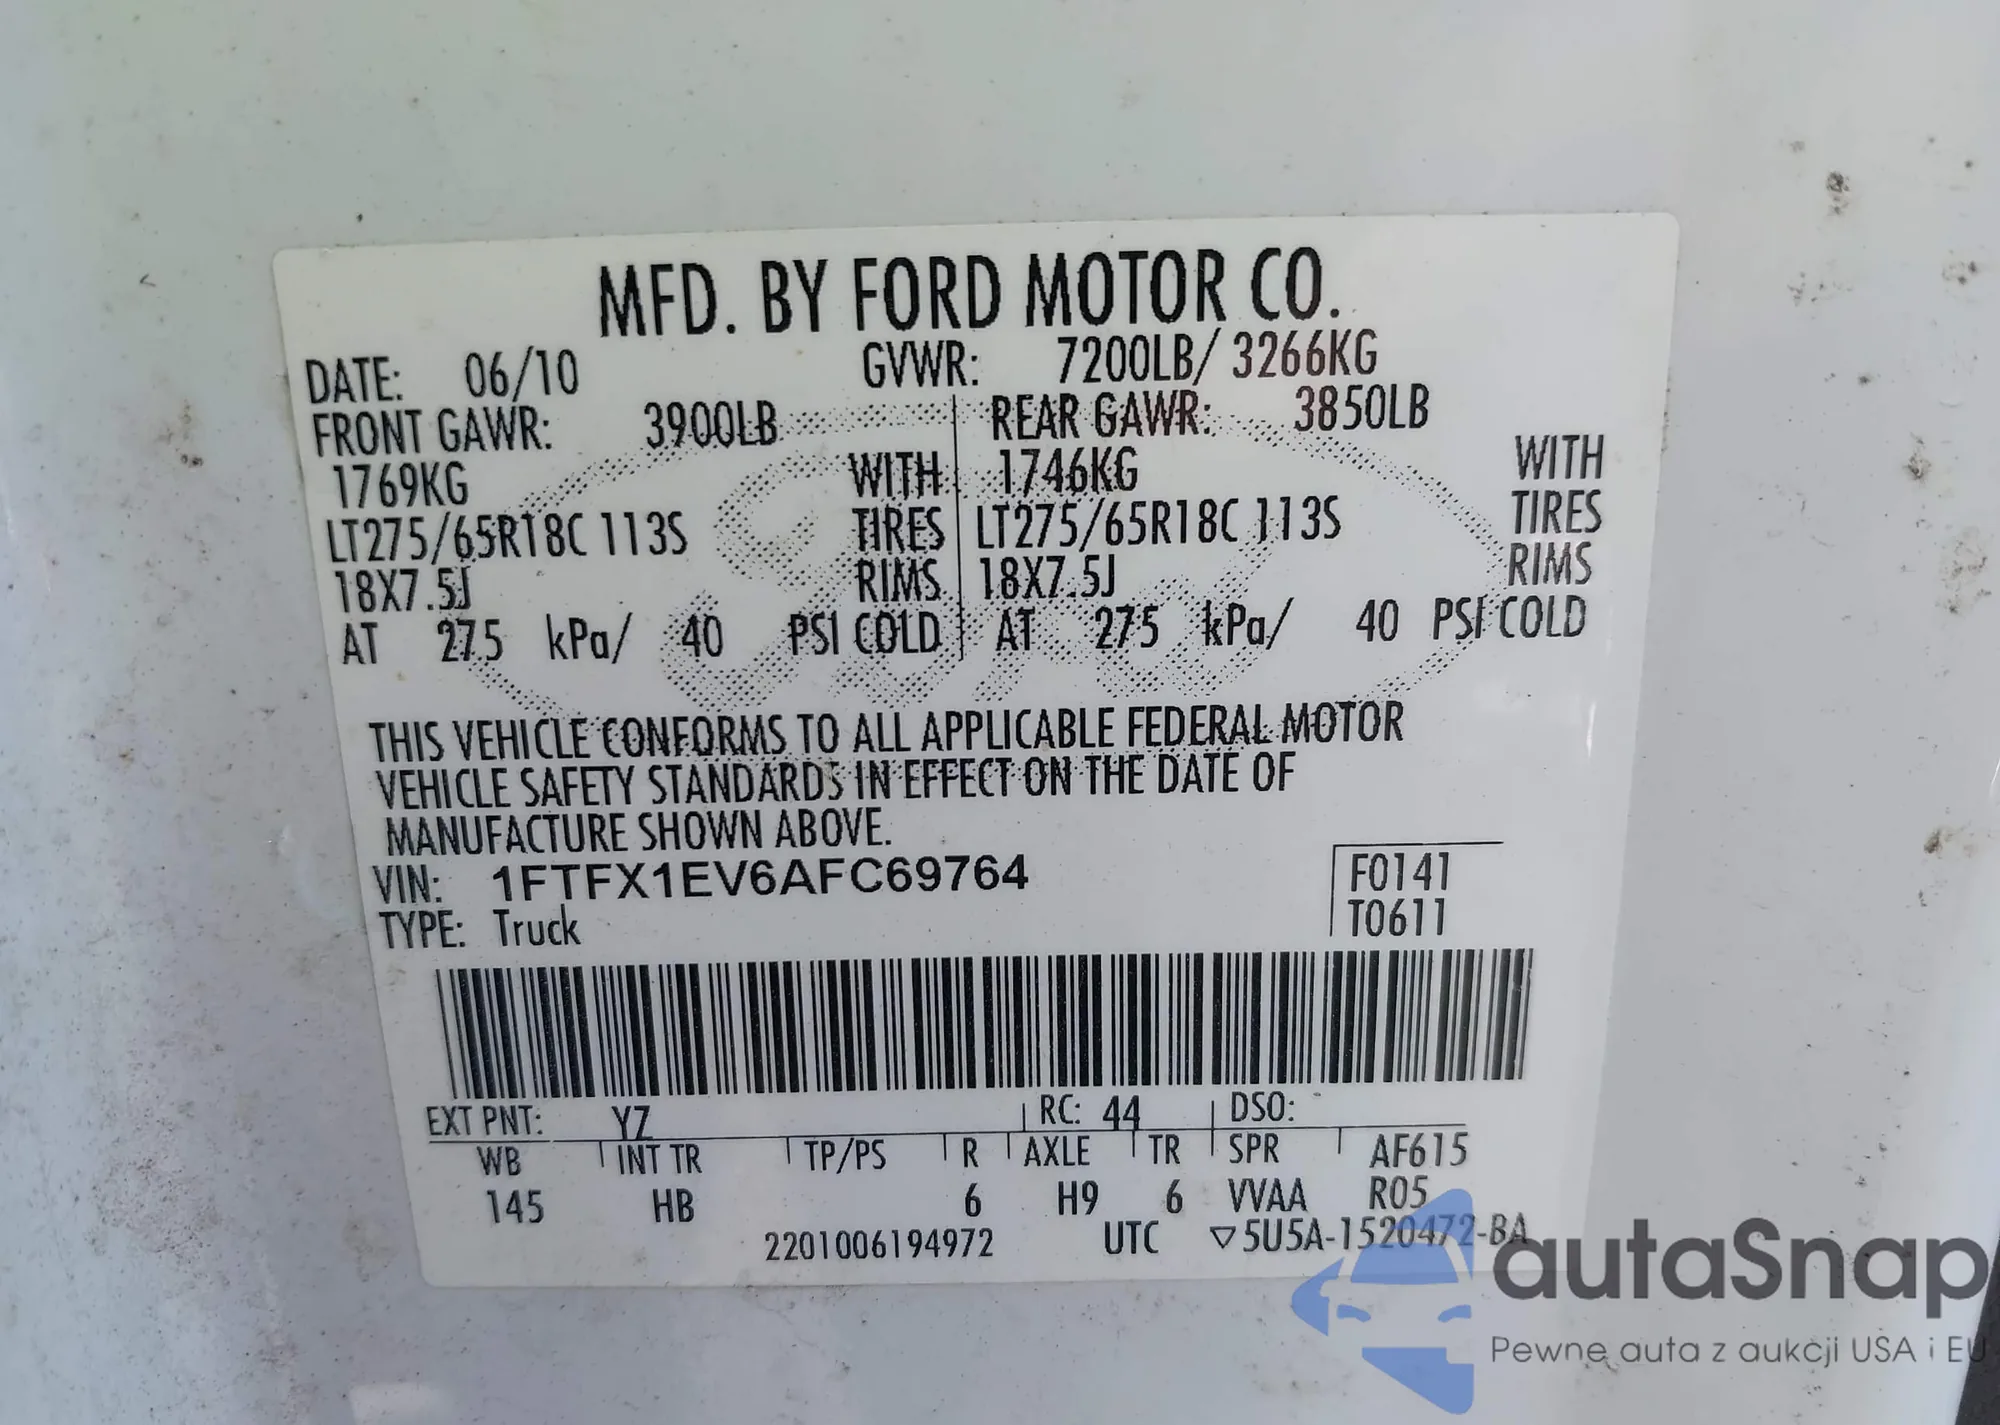 MFD. BY FORD MOTOR CO.
DATE: 06/10 GVWR: 7200LB/ 3266KG
FRONT GAWR: 3900LB REAR GAWR: 3850LB
1769KG WITH 1746KG WITH
LT275/65R18C 113S TIRES LT275/65R18C 113S TIRES
18X7.5J RIMS 18X7.5J RIMS
AT 275 kPa/ 40 PSI COLD AT 275 kPa/ 40 PSI COLD
THIS VEHICLE CONFORMS TO ALL APPLICABLE FEDERAL MOTOR
VEHICLE SAFETY STANDARDS IN EFFECT ON THE DATE OF
MANUFACTURE SHOWN ABOVE.
VIN: 1FTFX1EV6AFC69764 F0141
TYPE: Truck T0611
EXT PNT: YZ RC: 44 DSO:
WB INT TR TP/PS R AXLE TR SPR AF615
145 HB 6 H9 6 VVAA R05
2201006194972 UTC ▽5U5A-1520472-BA
autaSnap
Pewne auta z aukcji USA i EU